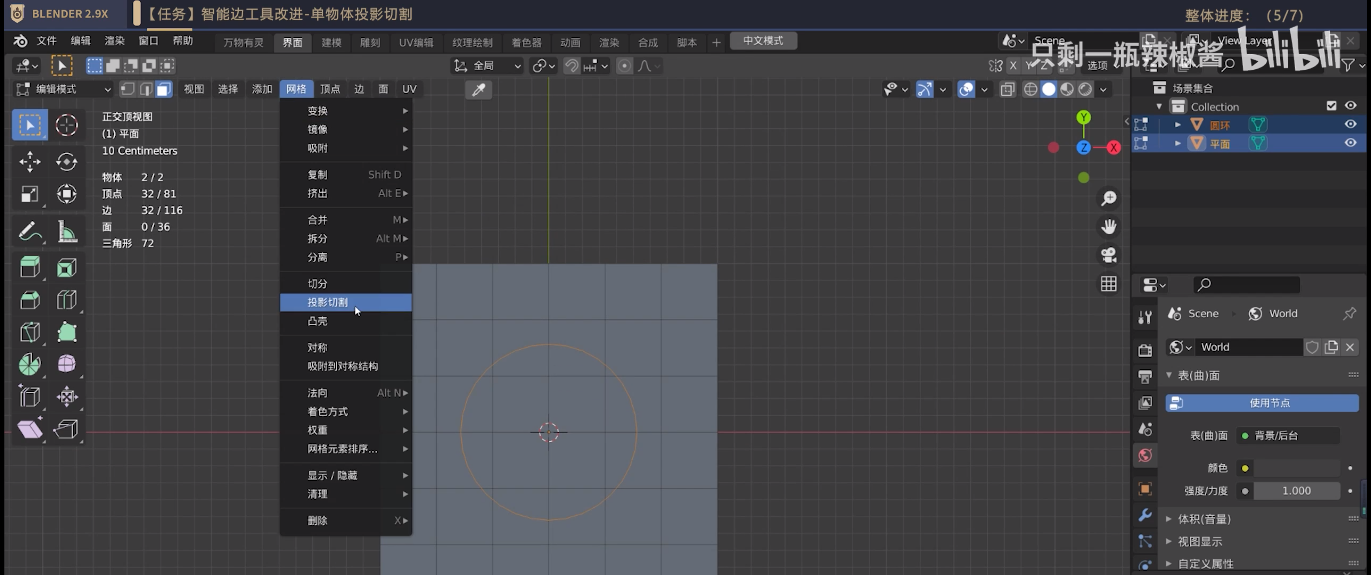 BLENDER 2.9X
【任务】智能边工具改进-单物体投影切割
整体进度： （5/7）
文件 编辑 渲染 窗口 帮助
万物有灵 界面 建模 雕刻 UV编辑 纹理绘制 着色器 动画 渲染 合成 脚本 +
中文模式
Scene
View Layer
只剩一瓶辣椒酱 bilibili
全局
X Y Z
选项
编辑模式
视图 选择 添加 网格 顶点 边 面 UV
正交顶视图
(1) 平面
10 Centimeters
物体 2 / 2
顶点 32 / 81
边 32 / 116
面 0 / 36
三角形 72
变换
镜像
吸附
复制 Shift D
挤出 Alt E
合并 M
拆分 Alt M
分离 P
切分
投影切割
凸壳
对称
吸附到对称结构
法向 Alt N
着色方式
权重
网格元素排序...
显示 / 隐藏
清理
删除 X
Y
Z
X
场景集合
Collection
圆环
平面
Scene
World
World
表(曲)面
使用节点
表(曲)面 背景/后台
颜色
强度/力度 1.000
体积(音量)
视图显示
自定义属性